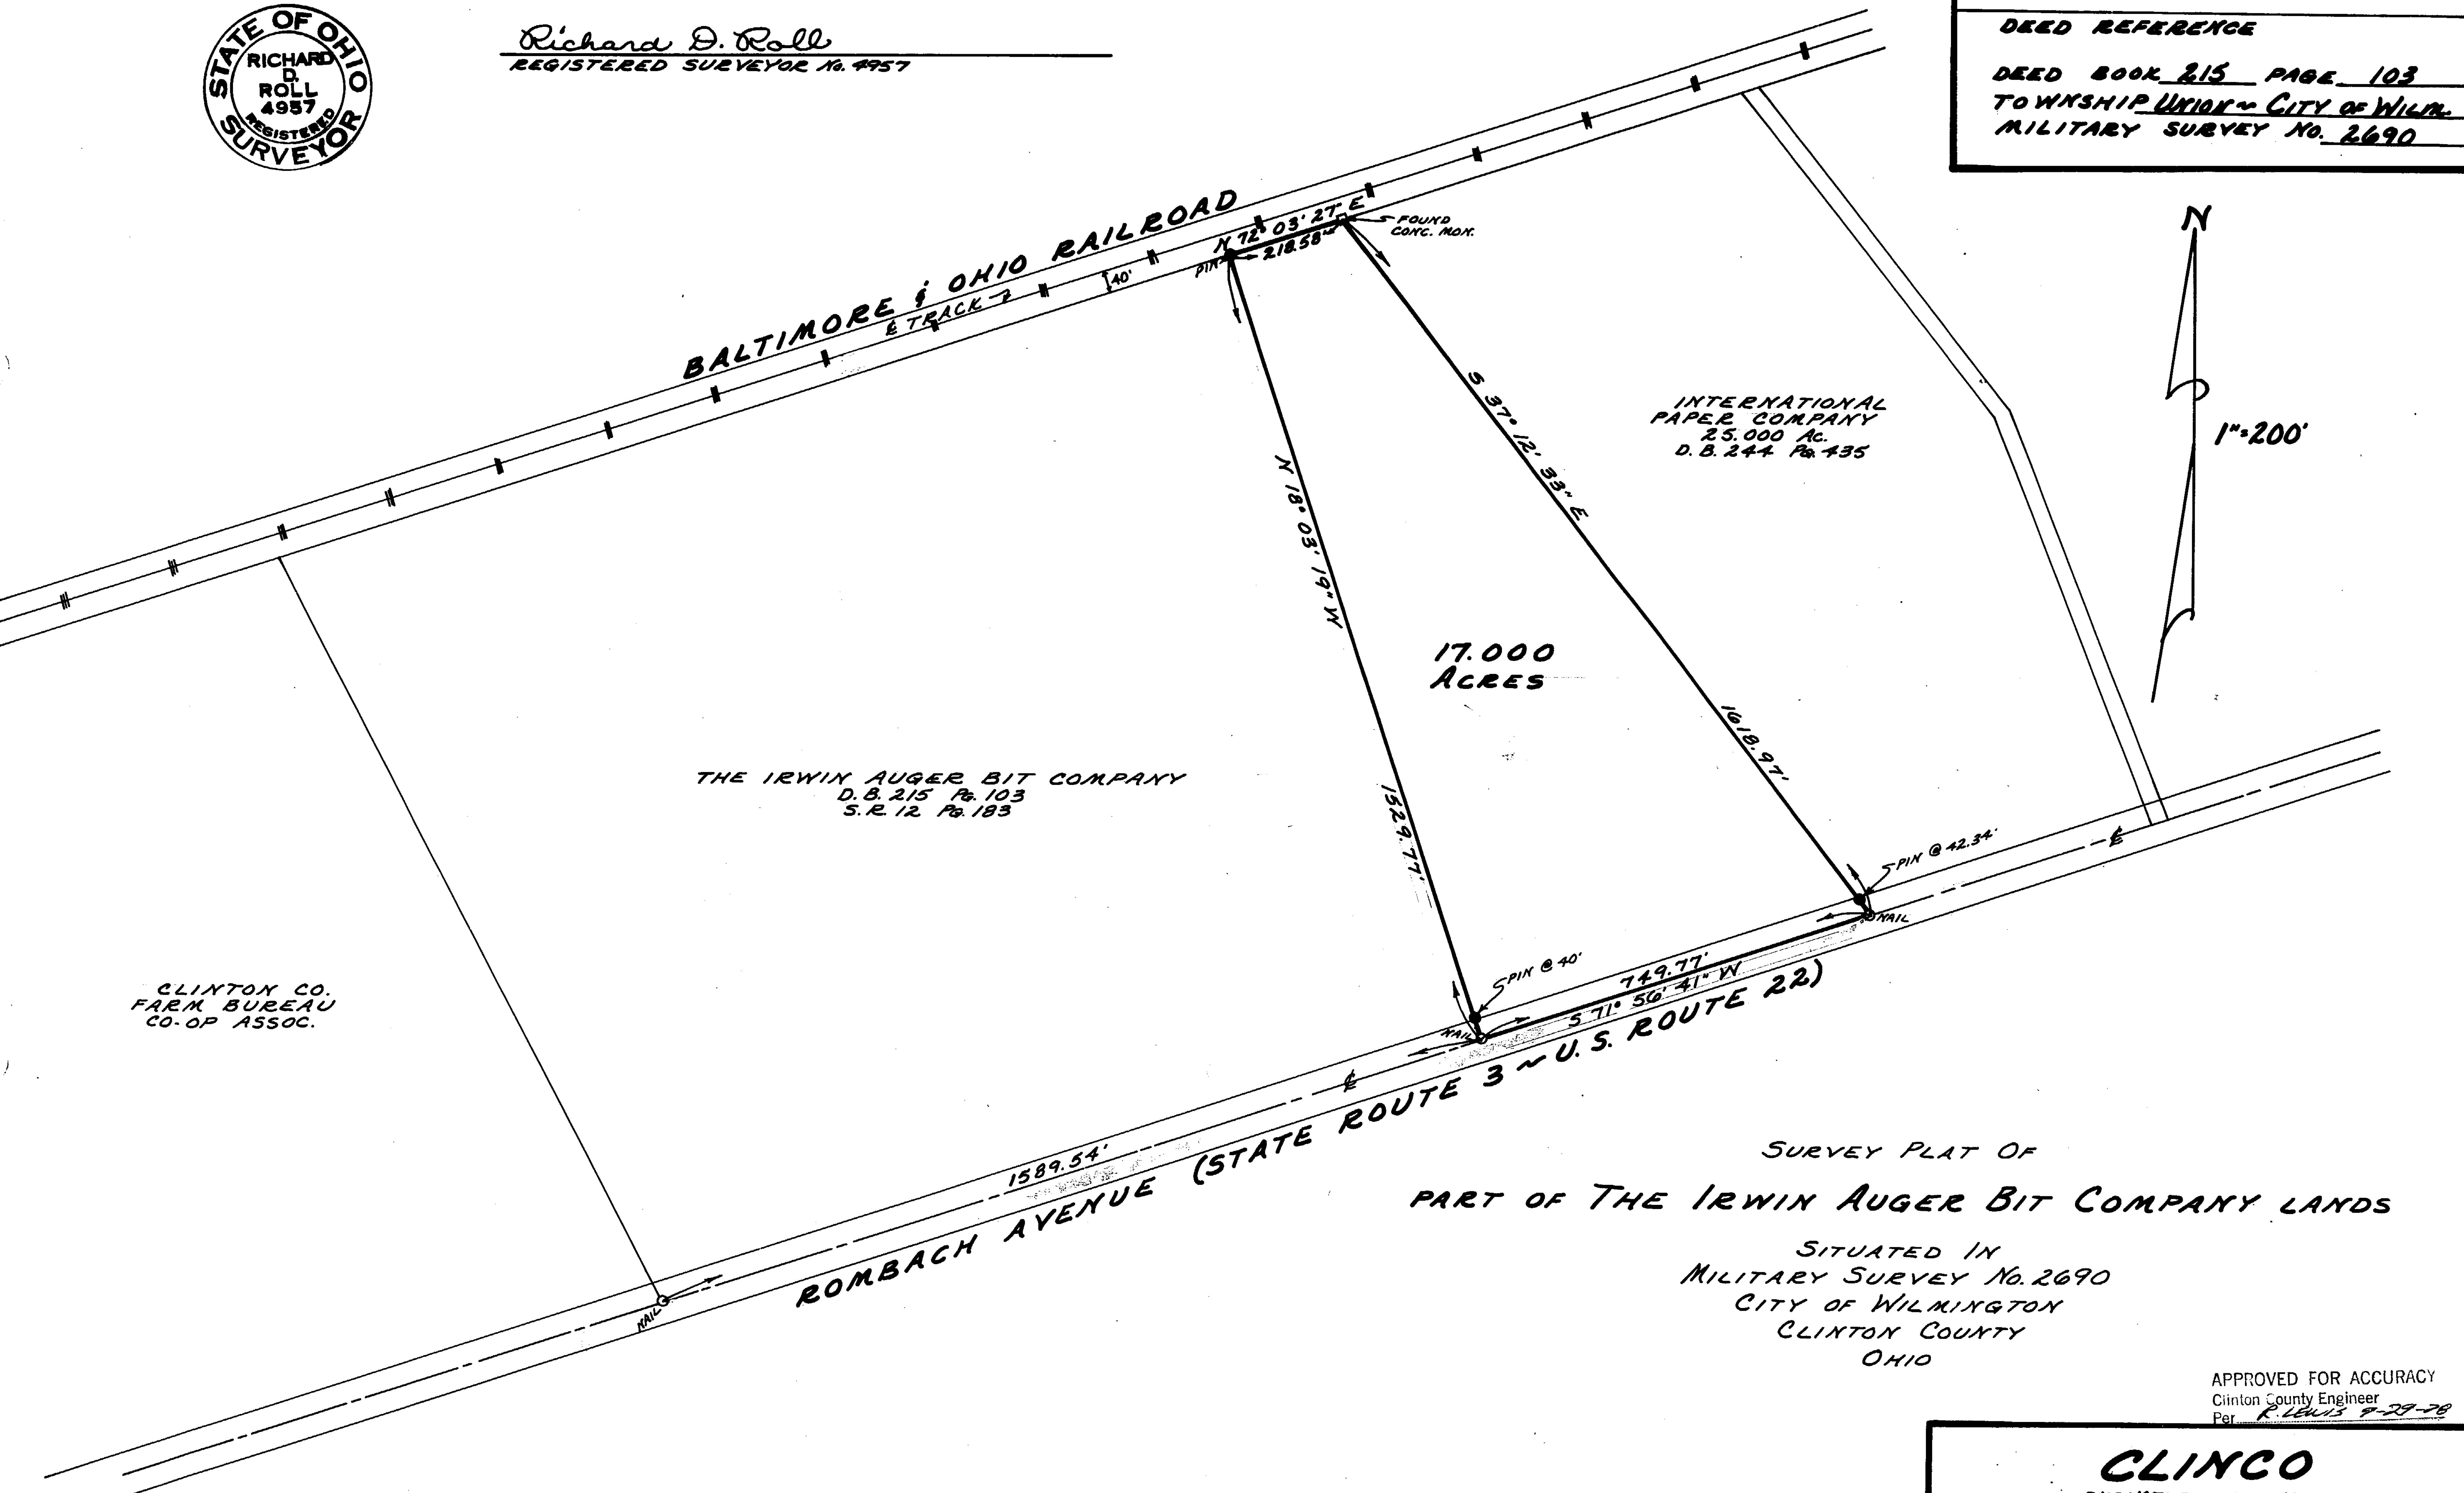 STATE OF OHIO
RICHARD
D.
ROLL
4957
REGISTERED
SURVEYOR
Richard D. Roll
REGISTERED SURVEYOR No. 4957
DEED REFERENCE
DEED BOOK 215 PAGE 103
TOWNSHIP UNION ~ CITY OF WILM.
MILITARY SURVEY NO. 2690
N
1"=200'
BALTIMORE & OHIO RAILROAD
℄ TRACK
40'
N 72° 03' 27" E
218.58'
PIN
FOUND
CONC. MON.
S 37° 12' 33" E
1618.97'
INTERNATIONAL
PAPER COMPANY
25.000 Ac.
D.B. 244 PG. 435
N 18° 03' 19" W
1529.77'
17.000
ACRES
THE IRWIN AUGER BIT COMPANY
D.B. 215 PG. 103
S.R. 12 PG. 183
CLINTON CO.
FARM BUREAU
CO-OP ASSOC.
PIN @ 42.34'
NAIL
℄
PIN @ 40'
NAIL
749.77'
S 71° 56' 41" W
℄
1589.54'
NAIL
ROMBACH AVENUE (STATE ROUTE 3 ~ U.S. ROUTE 22)
SURVEY PLAT OF
PART OF THE IRWIN AUGER BIT COMPANY LANDS
SITUATED IN
MILITARY SURVEY NO. 2690
CITY OF WILMINGTON
CLINTON COUNTY
OHIO
APPROVED FOR ACCURACY
Clinton County Engineer
Per R. LEWIS 9-29-78
CLINCO